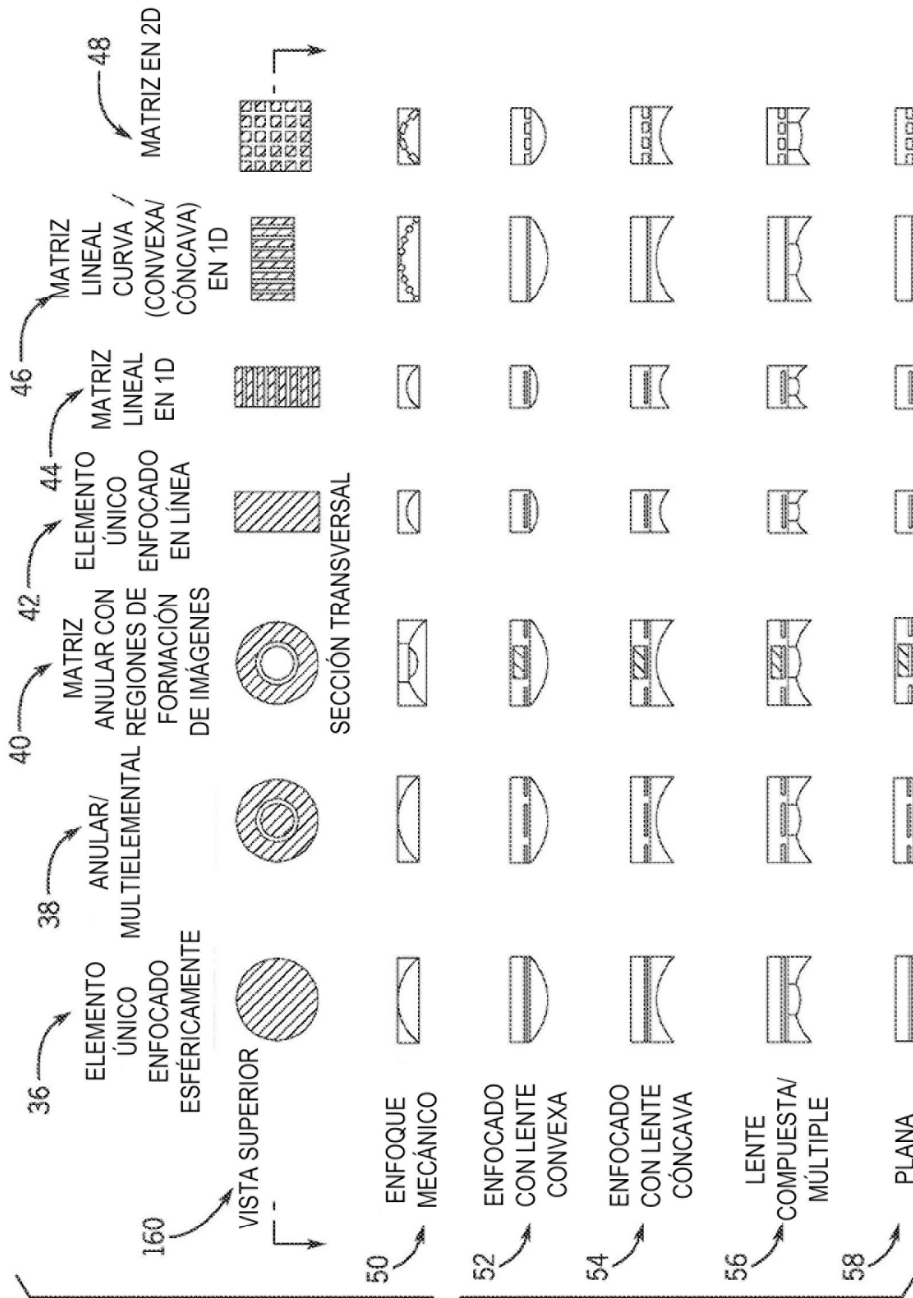 36
ELEMENTO
ÚNICO
ENFOCADO
ESFÉRICAMENTE
38
ANULAR/
MULTIELEMENTAL
40
MATRIZ
ANULAR CON
REGIONES DE
FORMACIÓN
DE IMÁGENES
42
ELEMENTO
ÚNICO
ENFOCADO
EN LÍNEA
44
MATRIZ
LINEAL
EN 1D
46
MATRIZ
LINEAL
CURVA /
(CONVEXA/
CÓNCAVA)
EN 1D
48
MATRIZ EN 2D
160
VISTA SUPERIOR
SECCIÓN TRANSVERSAL
50
ENFOQUE
MECÁNICO
52
ENFOCADO
CON LENTE
CONVEXA
54
ENFOCADO
CON LENTE
CÓNCAVA
56
LENTE
COMPUESTA/
MÚLTIPLE
58
PLANA